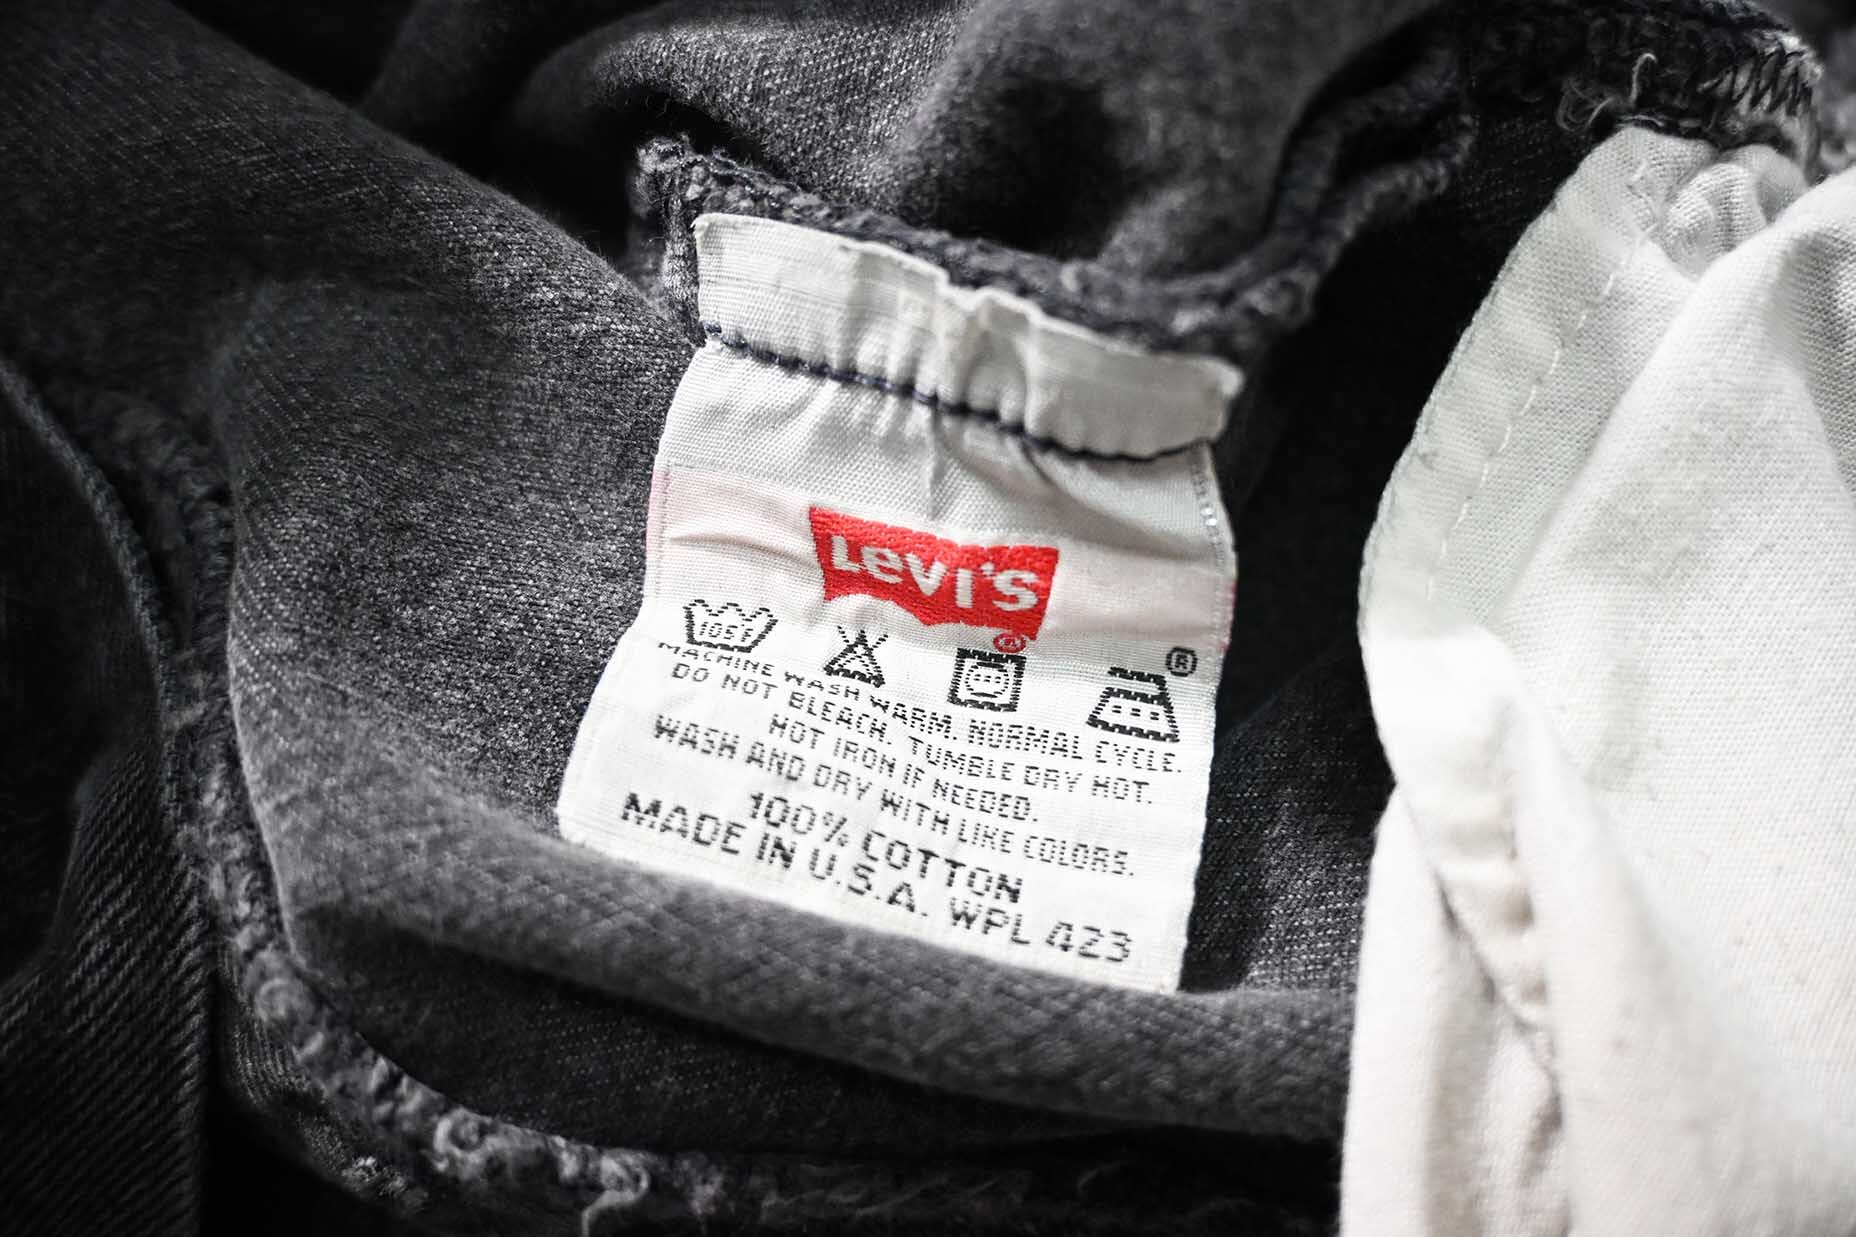 LEVI'S
®
105°F
®
MACHINE WASH WARM. NORMAL CYCLE.
DO NOT BLEACH. TUMBLE DRY HOT.
HOT IRON IF NEEDED.
WASH AND DRY WITH LIKE COLORS.
100% COTTON
MADE IN U.S.A. WPL 423